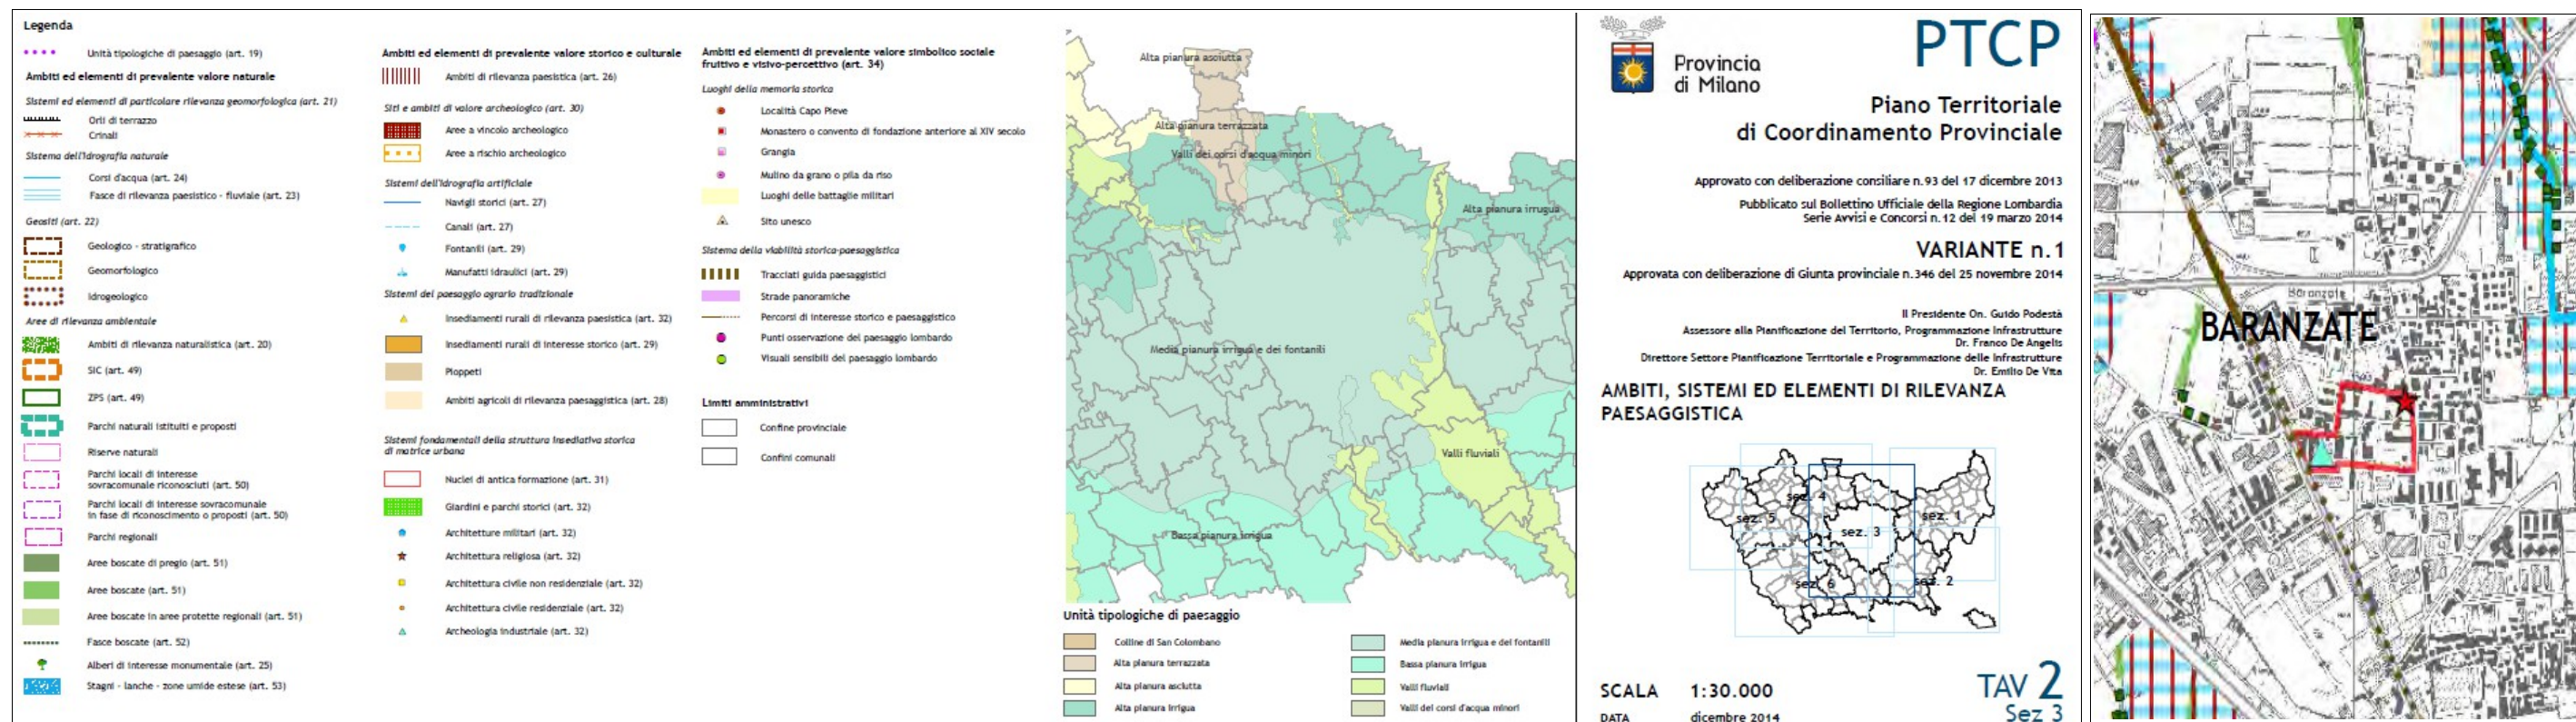 Legenda
Unità tipologiche di paesaggio (art. 19)
Ambiti ed elementi di prevalente valore naturale
Sistemi ed elementi di particolare rilevanza geomorfologica (art. 21)
Orli di terrazzo
Crinali
Sistema dell'idrografia naturale
Corsi d'acqua (art. 24)
Fasce di rilevanza paesistico - fluviale (art. 23)
Geositi (art. 22)
Geologico - stratigrafico
Geomorfologico
Idrogeologico
Aree di rilevanza ambientale
Ambiti di rilevanza naturalistica (art. 20)
SIC (art. 49)
ZPS (art. 49)
Parchi naturali istituiti e proposti
Riserve naturali
Parchi locali di interesse
sovracomunale riconosciuti (art. 50)
Parchi locali di interesse sovracomunale
in fase di riconoscimento o proposti (art. 50)
Parchi regionali
Aree boscate di pregio (art. 51)
Aree boscate (art. 51)
Aree boscate in aree protette regionali (art. 51)
Fasce boscate (art. 52)
Alberi di interesse monumentale (art. 25)
Stagni - lanche - zone umide estese (art. 53)
Ambiti ed elementi di prevalente valore storico e culturale
Ambiti di rilevanza paesistica (art. 26)
Siti e ambiti di valore archeologico (art. 30)
Aree a vincolo archeologico
Aree a rischio archeologico
Sistemi dell'idrografia artificiale
Navigli storici (art. 27)
Canali (art. 27)
Fontanili (art. 29)
Manufatti idraulici (art. 29)
Sistemi del paesaggio agrario tradizionale
Insediamenti rurali di rilevanza paesistica (art. 32)
Insediamenti rurali di interesse storico (art. 29)
Pioppeti
Ambiti agricoli di rilevanza paesaggistica (art. 28)
Sistemi fondamentali della struttura insediativa storica
di matrice urbana
Nuclei di antica formazione (art. 31)
Giardini e parchi storici (art. 32)
Architetture militari (art. 32)
Architettura religiosa (art. 32)
Architettura civile non residenziale (art. 32)
Architettura civile residenziale (art. 32)
Archeologia industriale (art. 32)
Ambiti ed elementi di prevalente valore simbolico sociale
fruitivo e visivo-percettivo (art. 34)
Luoghi della memoria storica
Località Capo Pieve
Monastero o convento di fondazione anteriore al XIV secolo
Grangia
Mulino da grano o pila da riso
Luoghi delle battaglie militari
Sito unesco
Sistema della viabilità storica-paesaggistica
Tracciati guida paesaggistici
Strade panoramiche
Percorsi di interesse storico e paesaggistico
Punti osservazione del paesaggio lombardo
Visuali sensibili del paesaggio lombardo
Limiti amministrativi
Confine provinciale
Confini comunali
Alta pianura asciutta
Alta pianura terrazzata
Valli dei corsi d'acqua minori
Alta pianura irrigua
Media pianura irrigua e dei fontanili
Valli fluviali
Bassa pianura irrigua
Unità tipologiche di paesaggio
Colline di San Colombano
Alta pianura terrazzata
Alta pianura asciutta
Alta pianura irrigua
Media pianura irrigua e dei fontanili
Bassa pianura irrigua
Valli fluviali
Valli dei corsi d'acqua minori
Provincia
di Milano
PTCP
Piano Territoriale
di Coordinamento Provinciale
Approvato con deliberazione consiliare n.93 del 17 dicembre 2013
Pubblicato sul Bollettino Ufficiale della Regione Lombardia
Serie Avvisi e Concorsi n.12 del 19 marzo 2014
VARIANTE n.1
Approvata con deliberazione di Giunta provinciale n.346 del 25 novembre 2014
Il Presidente On. Guido Podestà
Assessore alla Pianificazione del Territorio, Programmazione Infrastrutture
Dr. Franco De Angelis
Direttore Settore Pianificazione Territoriale e Programmazione delle Infrastrutture
Dr. Emilio De Vita
AMBITI, SISTEMI ED ELEMENTI DI RILEVANZA
PAESAGGISTICA
sez. 4
sez. 5
sez. 3
sez. 1
sez. 6
sez. 2
SCALA 1:30.000
DATA dicembre 2014
TAV 2
Sez 3
Baranzate
BARANZATE